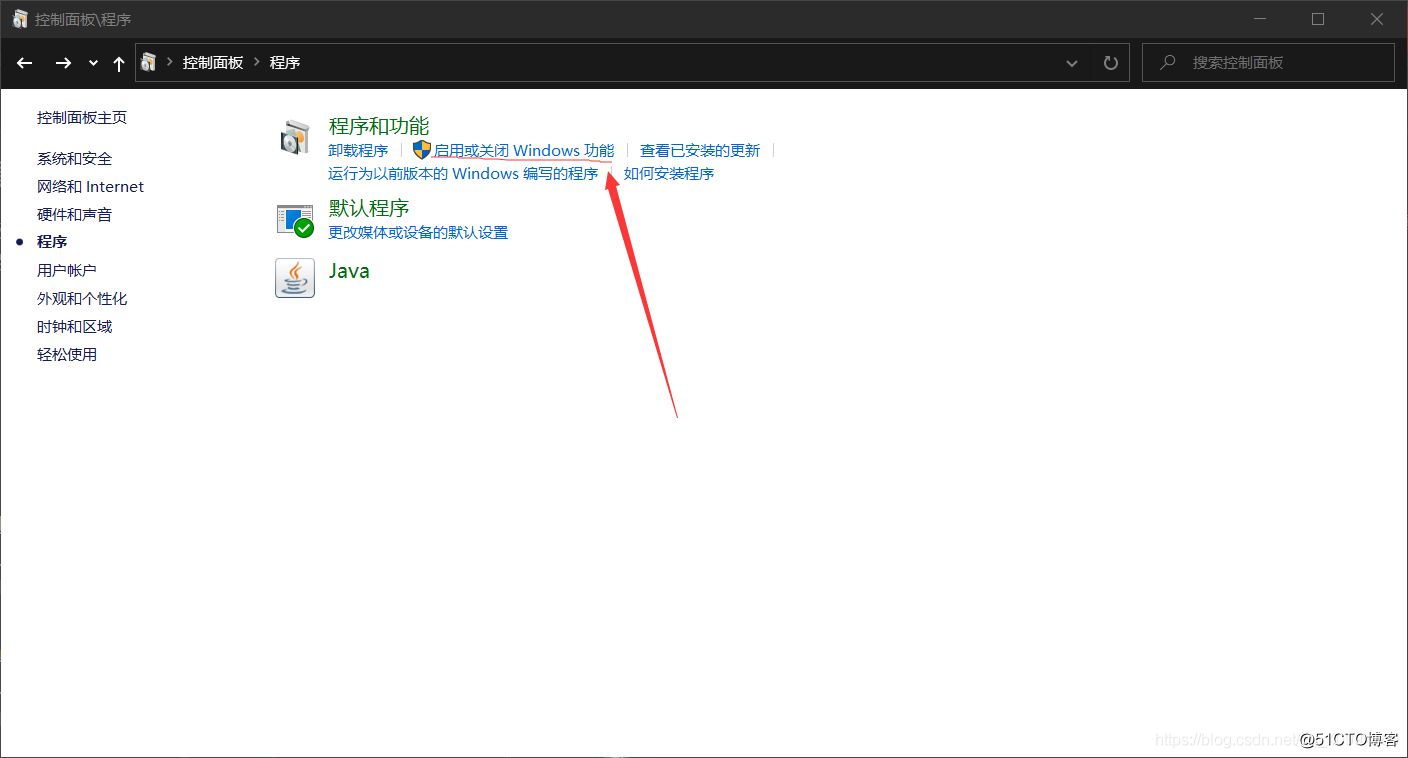 控制面板\程序
控制面板 > 程序
搜索控制面板
控制面板主页
系统和安全
网络和 Internet
硬件和声音
程序
用户帐户
外观和个性化
时钟和区域
轻松使用
程序和功能
卸载程序 启用或关闭 Windows 功能 查看已安装的更新
运行为以前版本的 Windows 编写的程序 如何安装程序
默认程序
更改媒体或设备的默认设置
Java
https://blog.csdn.net/
@51CTO博客